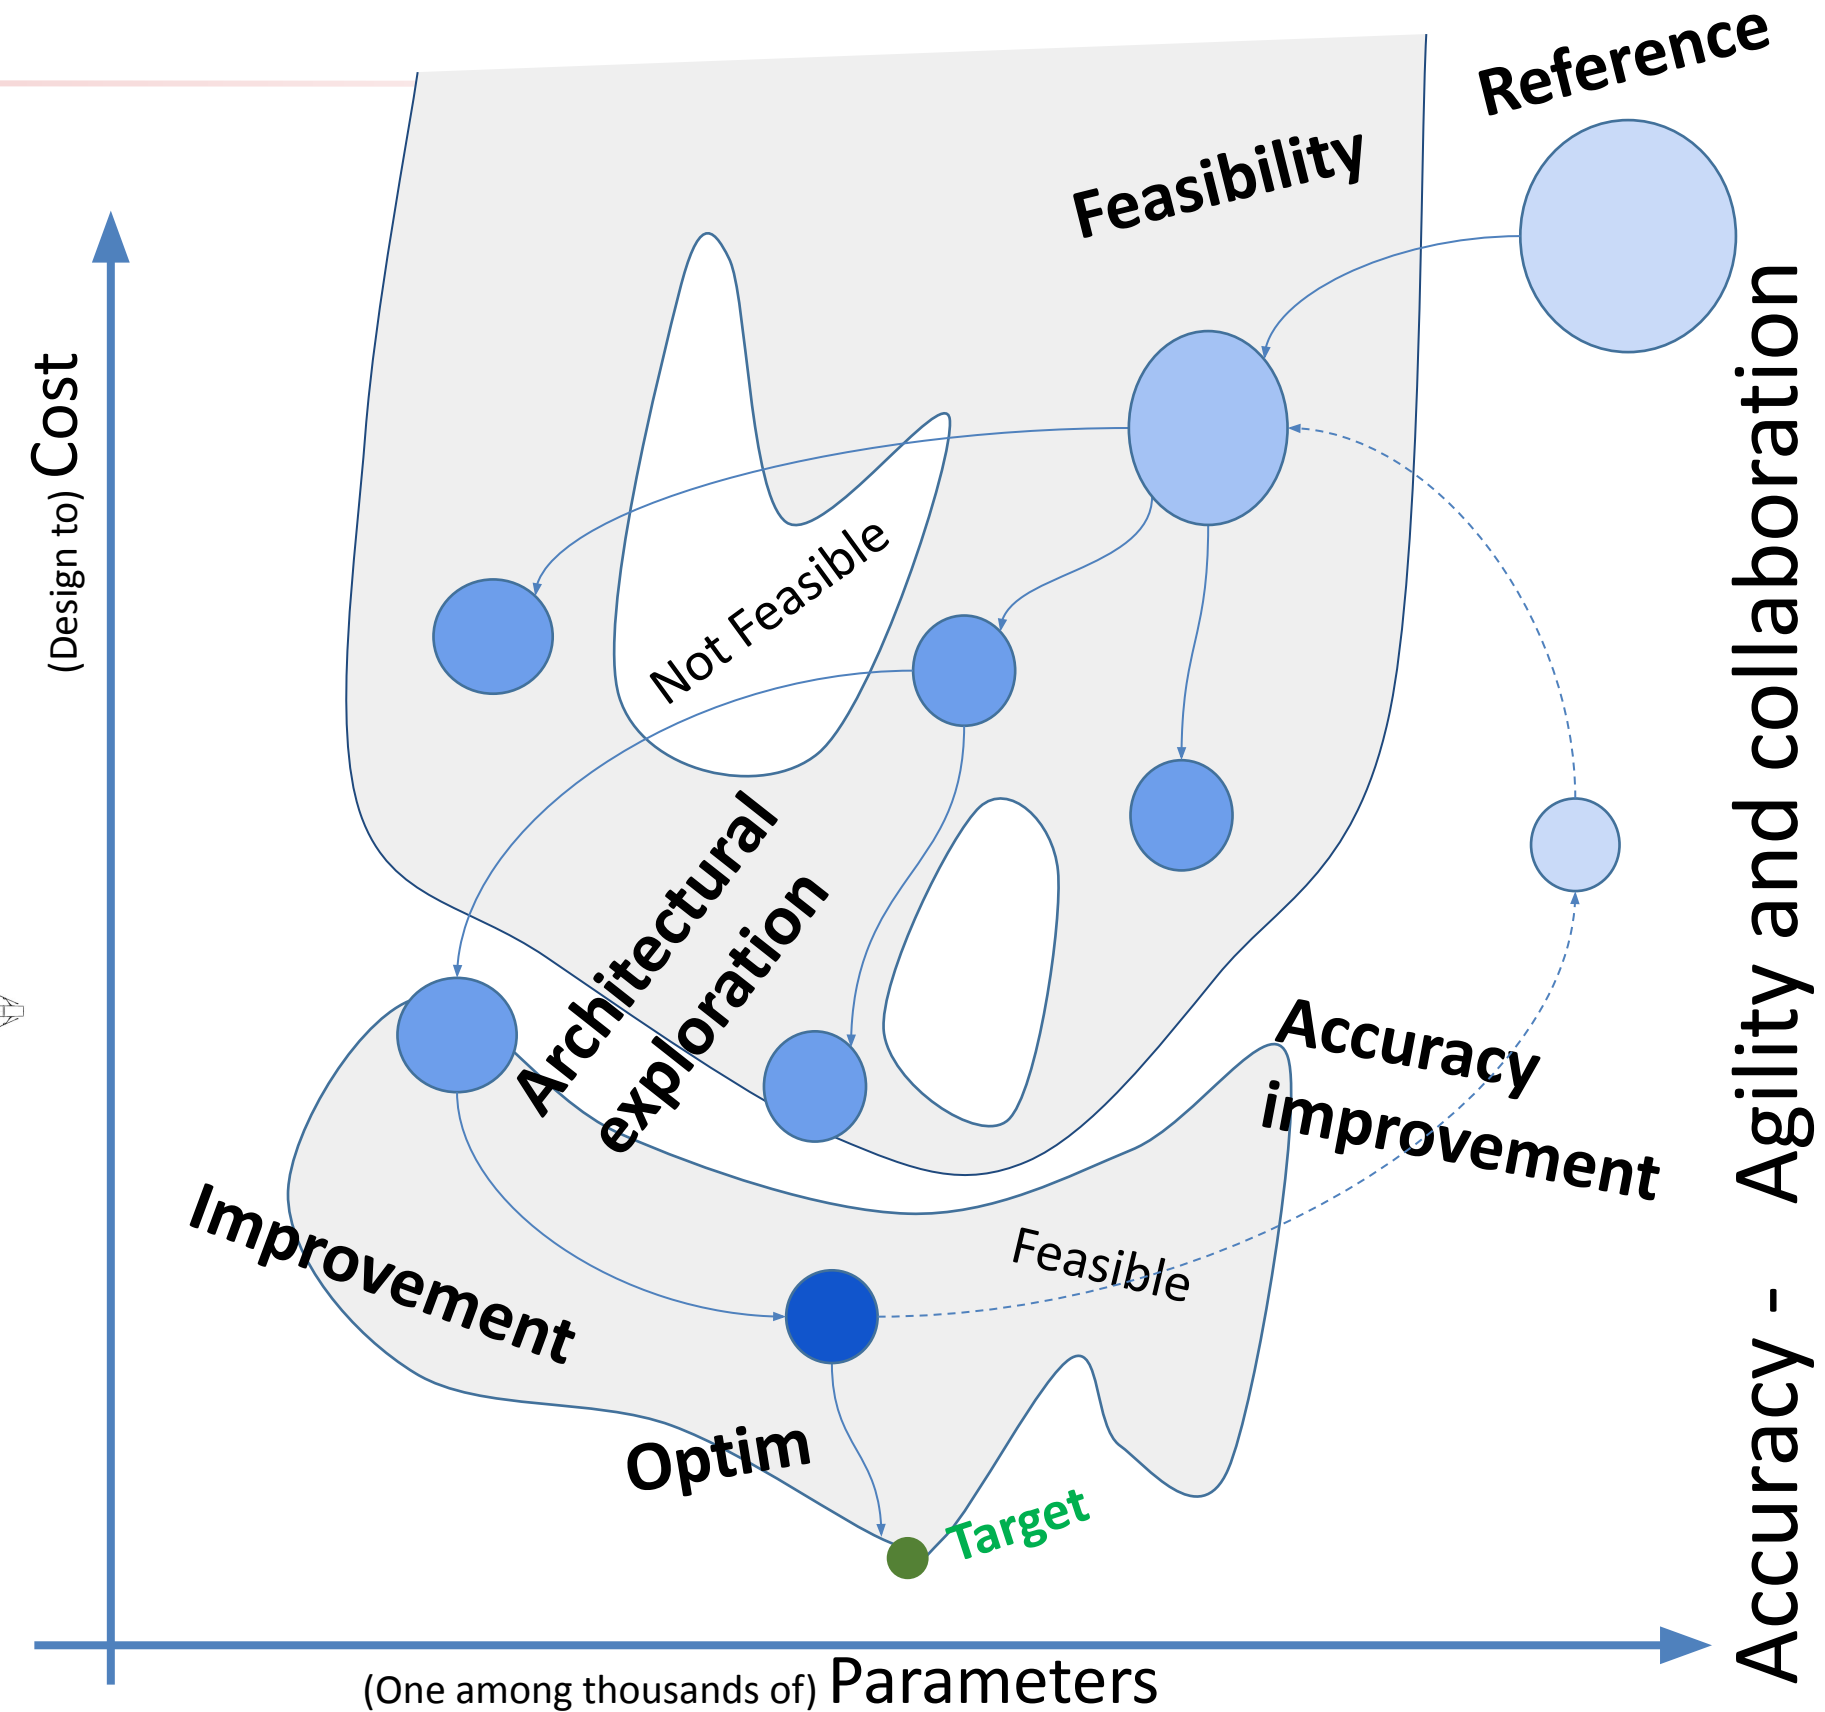 Reference
Feasibility
(Design to) Cost
Not Feasible
Architectural
exploration
Accuracy
improvement
Improvement
Feasible
Optim
Target
(One among thousands of) Parameters
Accuracy - Agility and collaboration